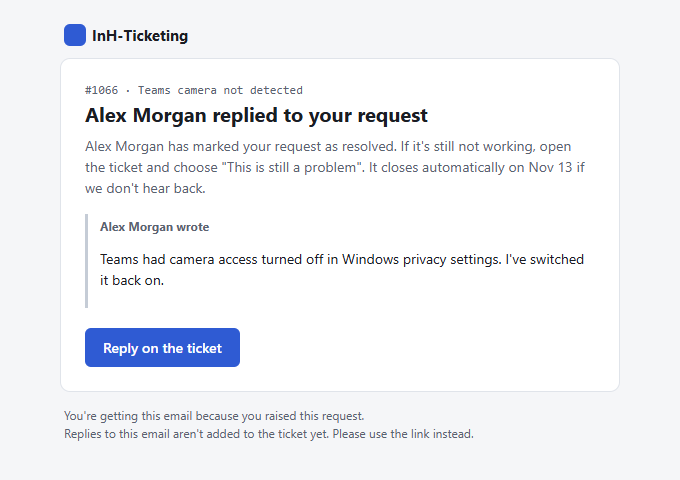 InH-Ticketing
#1066 · Teams camera not detected
Alex Morgan replied to your request
Alex Morgan has marked your request as resolved. If it's still not working, open
the ticket and choose "This is still a problem". It closes automatically on Nov 13 if
we don't hear back.
Alex Morgan wrote
Teams had camera access turned off in Windows privacy settings. I've switched
it back on.
Reply on the ticket
You're getting this email because you raised this request.
Replies to this email aren't added to the ticket yet. Please use the link instead.